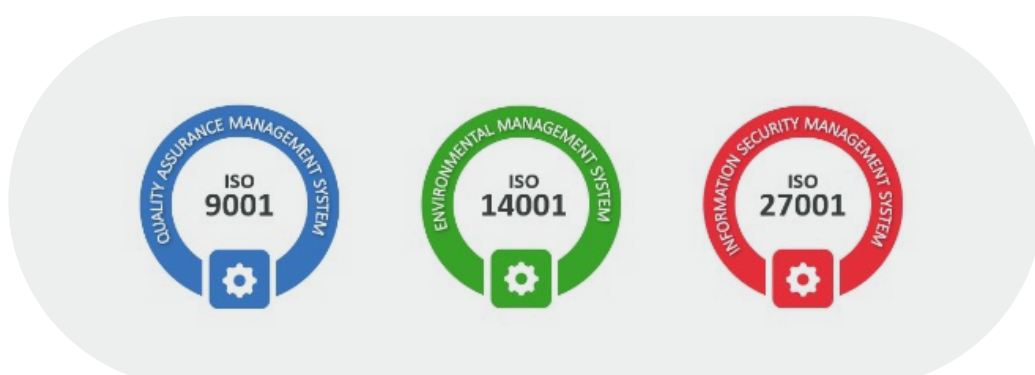 QUALITY ASSURANCE MANAGEMENT SYSTEM
ISO
9001
ENVIRONMENTAL MANAGEMENT SYSTEM
ISO
14001
INFORMATION SECURITY MANAGEMENT SYSTEM
ISO
27001